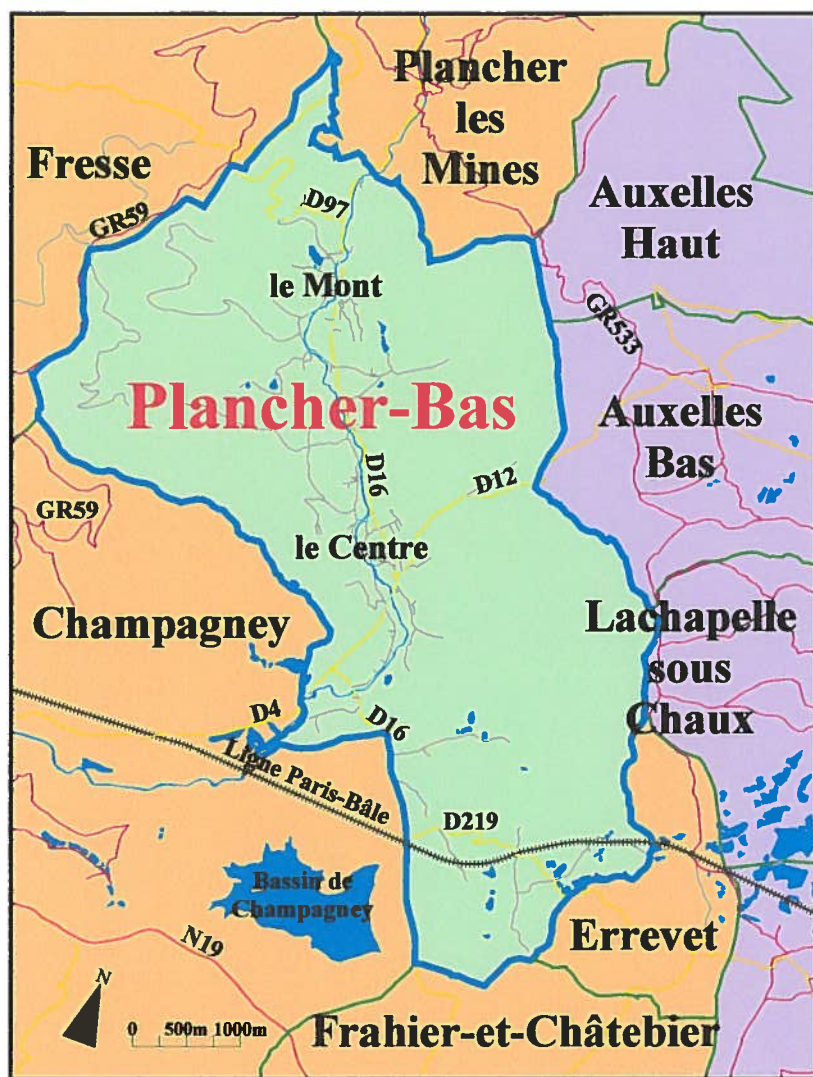 Plancher
les
Mines
Fresse
Auxelles
Haut
GR59
D97
le Mont
GR533
Plancher-Bas
Auxelles
Bas
D16
D12
GR59
le Centre
Champagney
Lachapelle
sous
Chaux
D4
D16
Ligne Paris-Bâle
D219
Bassin de
Champagney
N19
Errevet
N
0 500m 1000m
Frahier-et-Châtebier